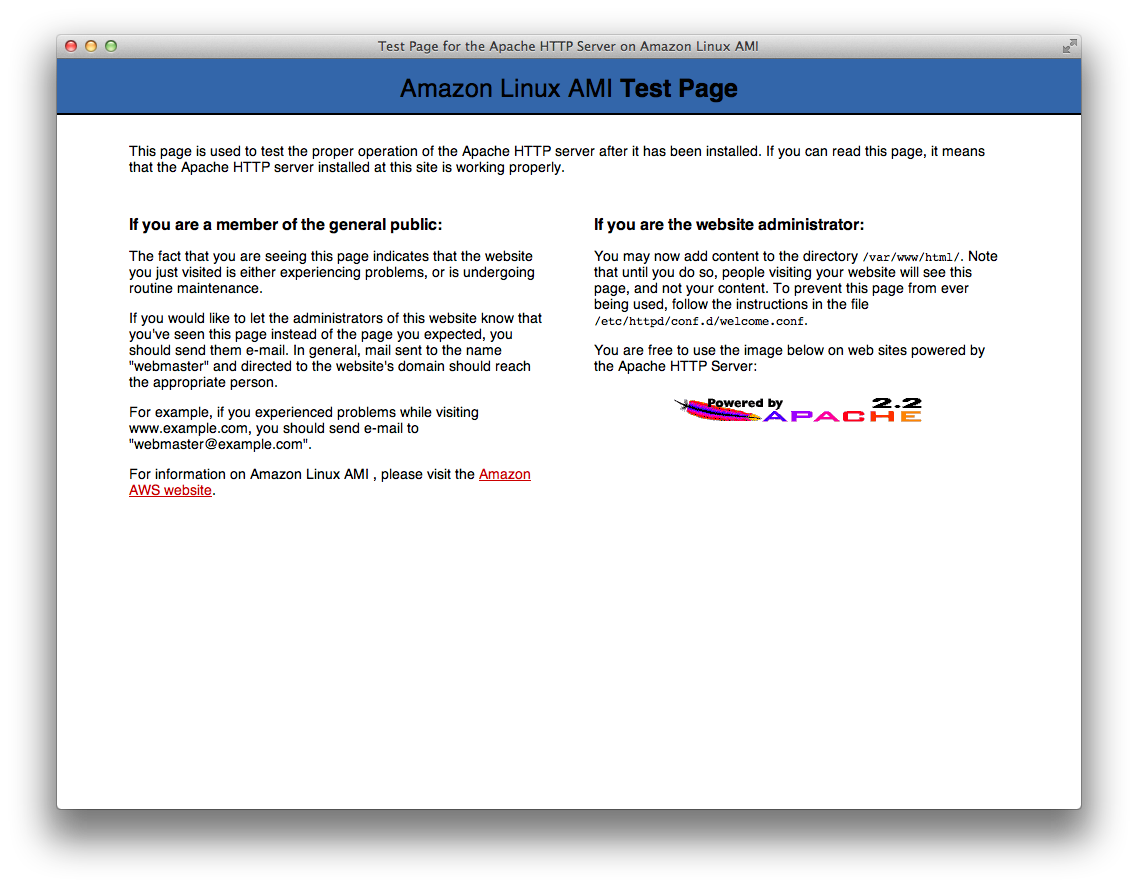 Test Page for the Apache HTTP Server on Amazon Linux AMI
Amazon Linux AMI Test Page
This page is used to test the proper operation of the Apache HTTP server after it has been installed. If you can read this page, it means
that the Apache HTTP server installed at this site is working properly.
If you are a member of the general public:
The fact that you are seeing this page indicates that the website
you just visited is either experiencing problems, or is undergoing
routine maintenance.
If you would like to let the administrators of this website know that
you've seen this page instead of the page you expected, you
should send them e-mail. In general, mail sent to the name
"webmaster" and directed to the website's domain should reach
the appropriate person.
For example, if you experienced problems while visiting
www.example.com, you should send e-mail to
"webmaster@example.com".
For information on Amazon Linux AMI , please visit the Amazon
AWS website.
If you are the website administrator:
You may now add content to the directory /var/www/html/. Note
that until you do so, people visiting your website will see this
page, and not your content. To prevent this page from ever
being used, follow the instructions in the file
/etc/httpd/conf.d/welcome.conf.
You are free to use the image below on web sites powered by
the Apache HTTP Server:
Powered by 2.2
APACHE